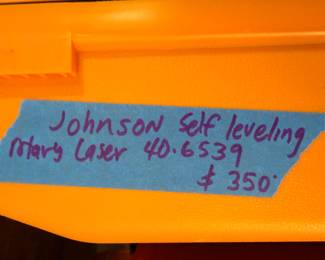 Johnson Self leveling
rotary Laser 40.6539
$ 350.